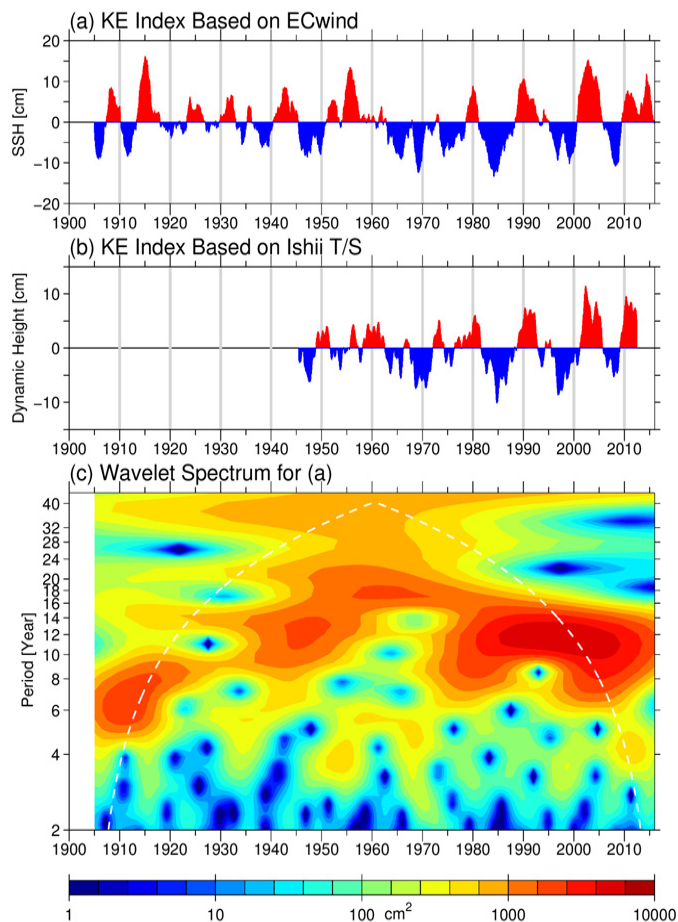 (a) KE Index Based on ECwind
20
10
0
−10
−20
SSH [cm]
1900 1910 1920 1930 1940 1950 1960 1970 1980 1990 2000 2010
(b) KE Index Based on Ishii T/S
10
0
−10
Dynamic Height [cm]
1900 1910 1920 1930 1940 1950 1960 1970 1980 1990 2000 2010
(c) Wavelet Spectrum for (a)
40
32
28
24
20
18
16
14
12
10
8
6
4
2
Period [Year]
1900 1910 1920 1930 1940 1950 1960 1970 1980 1990 2000 2010
1 10 100 cm2 1000 10000